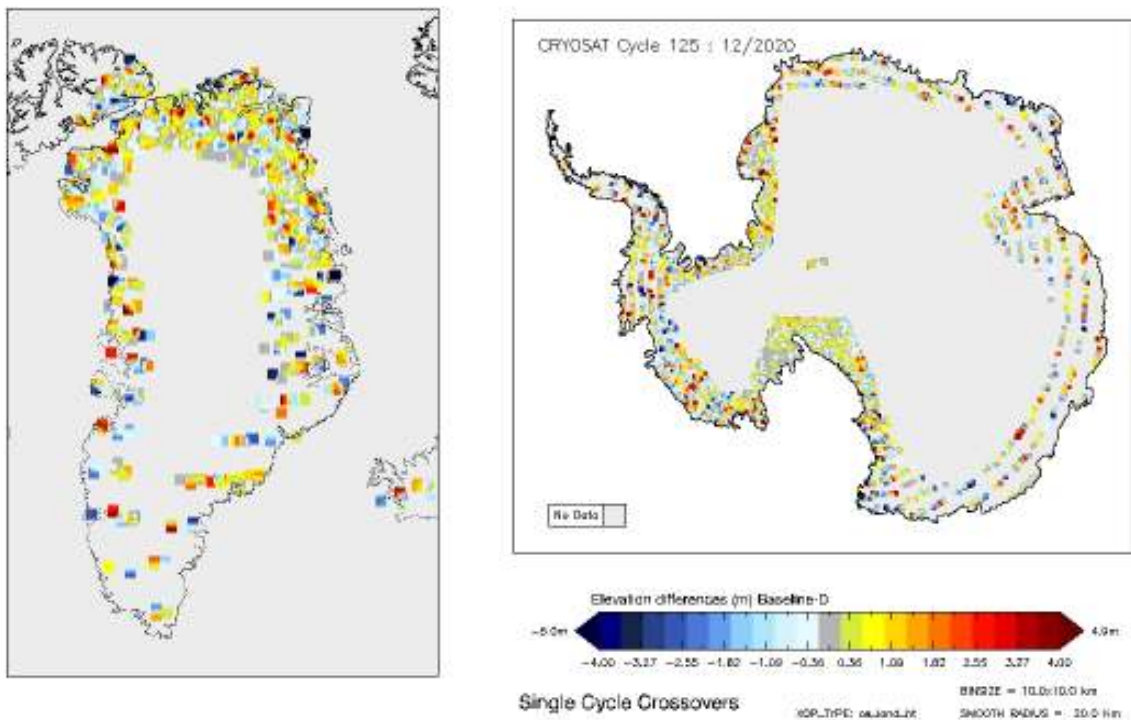 CRYOSAT Cycle 125 : 12/2020
No Data
Elevation differences (m) Baseline-D
4.9m
-4.00 -3.27 -2.55 -1.82 -1.09 -0.36 0.36 1.09 1.82 2.55 3.27 4.00
Single Cycle Crossovers
BINSIZE = 10.0x10.0 km
SMOOTH RADIUS = 20.0 Km